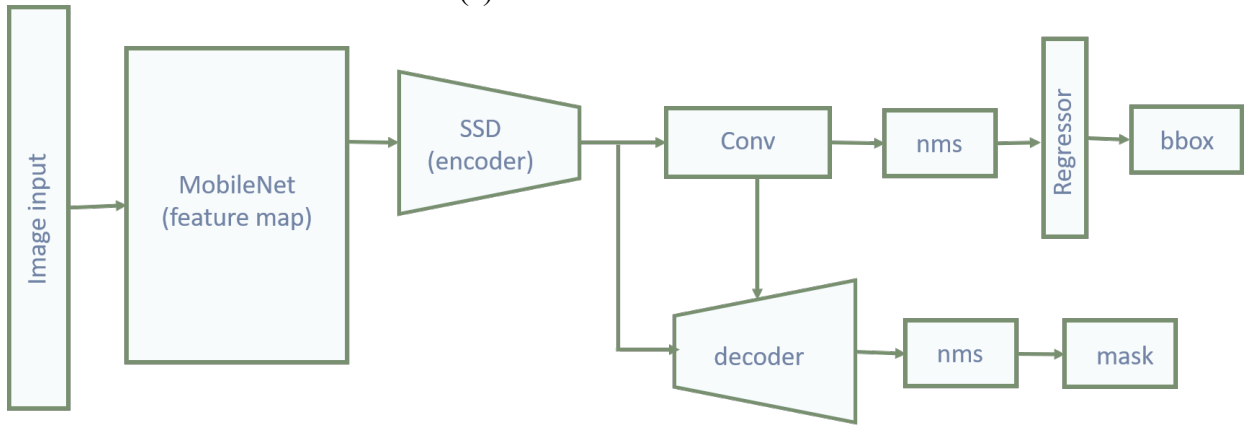 Image input
MobileNet
(feature map)
SSD
(encoder)
Conv
nms
Regressor
bbox
decoder
nms
mask